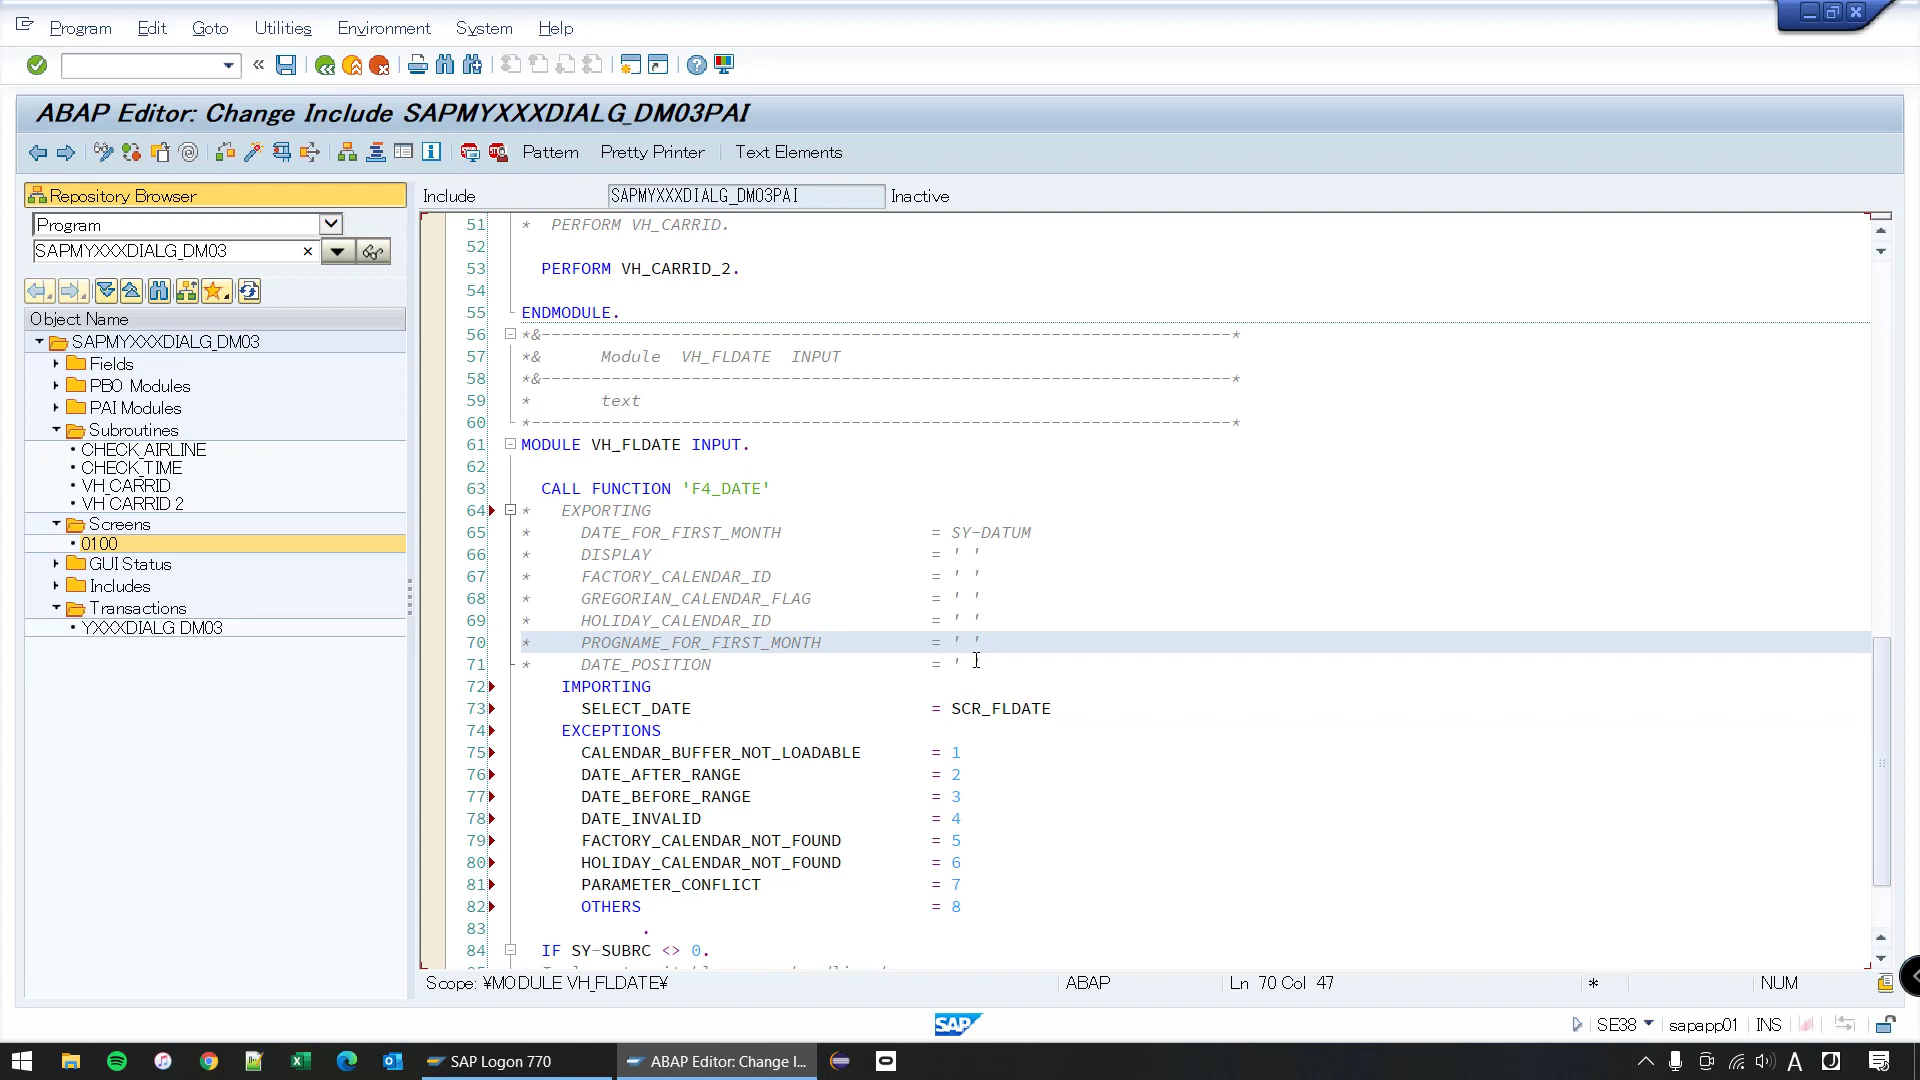 Program Edit Goto Utilities Environment System Help
ABAP Editor: Change Include SAPMYXXXDIALG_DM03PAI
Pattern Pretty Printer Text Elements
Repository Browser
Program
SAPMYXXXDIALG_DM03
Object Name
SAPMYXXXDIALG_DM03
Fields
PBO Modules
PAI Modules
Subroutines
CHECK_AIRLINE
CHECK_TIME
VH_CARRID
VH_CARRID_2
Screens
0100
GUI Status
Includes
Transactions
YXXXDIALG_DM03
Include SAPMYXXXDIALG_DM03PAI Inactive
51 * PERFORM VH_CARRID.
52
53 PERFORM VH_CARRID_2.
54
55 ENDMODULE.
56 *&---------------------------------------------------------------------*
57 *& Module VH_FLDATE INPUT
58 *&---------------------------------------------------------------------*
59 * text
60 *----------------------------------------------------------------------*
61 MODULE VH_FLDATE INPUT.
62
63 CALL FUNCTION 'F4_DATE'
64 * EXPORTING
65 * DATE_FOR_FIRST_MONTH = SY-DATUM
66 * DISPLAY = ' '
67 * FACTORY_CALENDAR_ID = ' '
68 * GREGORIAN_CALENDAR_FLAG = ' '
69 * HOLIDAY_CALENDAR_ID = ' '
70 * PROGNAME_FOR_FIRST_MONTH = ' '
71 * DATE_POSITION = ' '
72 IMPORTING
73 SELECT_DATE = SCR_FLDATE
74 EXCEPTIONS
75 CALENDAR_BUFFER_NOT_LOADABLE = 1
76 DATE_AFTER_RANGE = 2
77 DATE_BEFORE_RANGE = 3
78 DATE_INVALID = 4
79 FACTORY_CALENDAR_NOT_FOUND = 5
80 HOLIDAY_CALENDAR_NOT_FOUND = 6
81 PARAMETER_CONFLICT = 7
82 OTHERS = 8
83 .
84 IF SY-SUBRC <> 0.
Scope: ¥MODULE VH_FLDATE¥ ABAP Ln 70 Col 47 * NUM
SAP
SE38 sapapp01 INS
SAP Logon 770 ABAP Editor: Change I... A